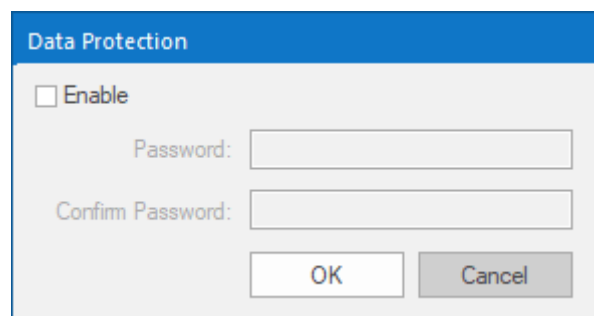 Data Protection
Enable
Password:
Confirm Password:
OK Cancel